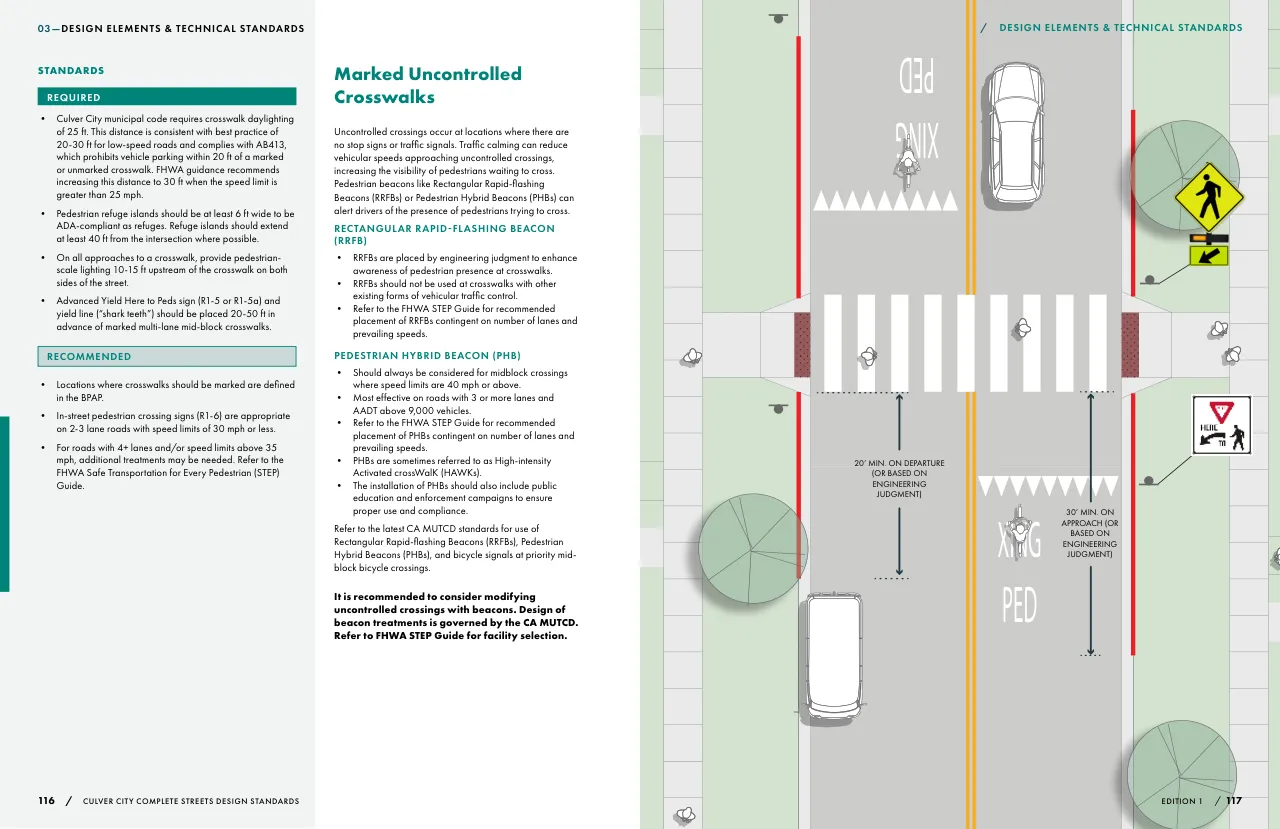 03—DESIGN ELEMENTS & TECHNICAL STANDARDS
STANDARDS
REQUIRED
• Culver City municipal code requires crosswalk daylighting
of 25 ft. This distance is consistent with best practice of
20-30 ft for low-speed roads and complies with AB413,
which prohibits vehicle parking within 20 ft of a marked
or unmarked crosswalk. FHWA guidance recommends
increasing this distance to 30 ft when the speed limit is
greater than 25 mph.
• Pedestrian refuge islands should be at least 6 ft wide to be
ADA-compliant as refuges. Refuge islands should extend
at least 40 ft from the intersection where possible.
• On all approaches to a crosswalk, provide pedestrian-
scale lighting 10-15 ft upstream of the crosswalk on both
sides of the street.
• Advanced Yield Here to Peds sign (R1-5 or R1-5a) and
yield line ("shark teeth") should be placed 20-50 ft in
advance of marked multi-lane mid-block crosswalks.
RECOMMENDED
• Locations where crosswalks should be marked are defined
in the BPAP.
• In-street pedestrian crossing signs (R1-6) are appropriate
on 2-3 lane roads with speed limits of 30 mph or less.
• For roads with 4+ lanes and/or speed limits above 35
mph, additional treatments may be needed. Refer to the
FHWA Safe Transportation for Every Pedestrian (STEP)
Guide.
116 / CULVER CITY COMPLETE STREETS DESIGN STANDARDS
Marked Uncontrolled
Crosswalks
Uncontrolled crossings occur at locations where there are
no stop signs or traffic signals. Traffic calming can reduce
vehicular speeds approaching uncontrolled crossings,
increasing the visibility of pedestrians waiting to cross.
Pedestrian beacons like Rectangular Rapid-flashing
Beacons (RRFBs) or Pedestrian Hybrid Beacons (PHBs) can
alert drivers of the presence of pedestrians trying to cross.
RECTANGULAR RAPID-FLASHING BEACON
(RRFB)
• RRFBs are placed by engineering judgment to enhance
awareness of pedestrian presence at crosswalks.
• RRFBs should not be used at crosswalks with other
existing forms of vehicular traffic control.
• Refer to the FHWA STEP Guide for recommended
placement of RRFBs contingent on number of lanes and
prevailing speeds.
PEDESTRIAN HYBRID BEACON (PHB)
• Should always be considered for midblock crossings
where speed limits are 40 mph or above.
• Most effective on roads with 3 or more lanes and
AADT above 9,000 vehicles.
• Refer to the FHWA STEP Guide for recommended
placement of PHBs contingent on number of lanes and
prevailing speeds.
• PHBs are sometimes referred to as High-intensity
Activated crossWalK (HAWKs).
• The installation of PHBs should also include public
education and enforcement campaigns to ensure
proper use and compliance.
Refer to the latest CA MUTCD standards for use of
Rectangular Rapid-flashing Beacons (RRFBs), Pedestrian
Hybrid Beacons (PHBs), and bicycle signals at priority mid-
block bicycle crossings.
It is recommended to consider modifying
uncontrolled crossings with beacons. Design of
beacon treatments is governed by the CA MUTCD.
Refer to FHWA STEP Guide for facility selection.
/ DESIGN ELEMENTS & TECHNICAL STANDARDS
PED
XING
HERE
TO
20' MIN. ON DEPARTURE
(OR BASED ON
ENGINEERING
JUDGMENT)
30' MIN. ON
APPROACH (OR
BASED ON
ENGINEERING
JUDGMENT)
XING
PED
EDITION 1 / 117